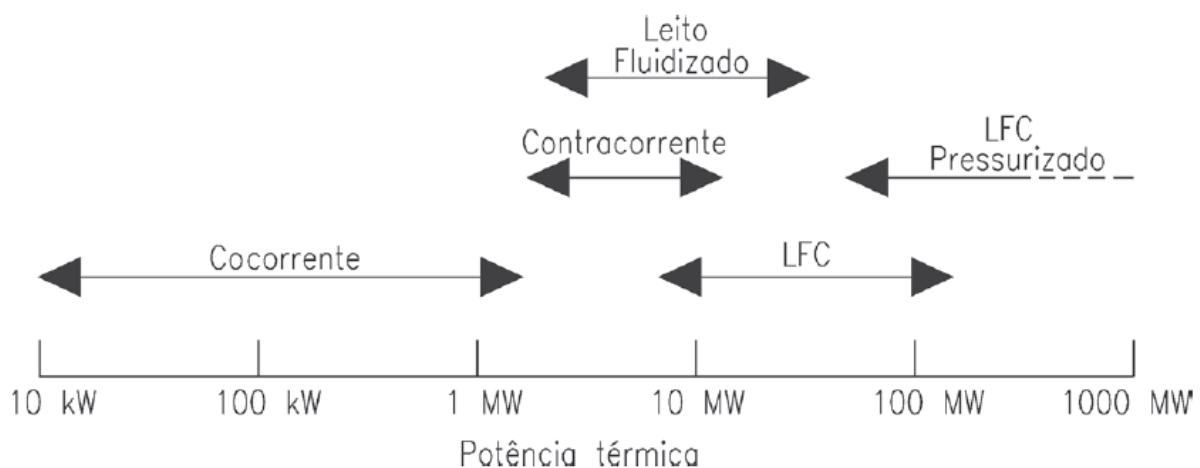 Leito
Fluidizado
Contracorrente
LFC
Pressurizado
Cocorrente
LFC
10 kW
100 kW
1 MW
10 MW
100 MW
1000 MW
Potência térmica